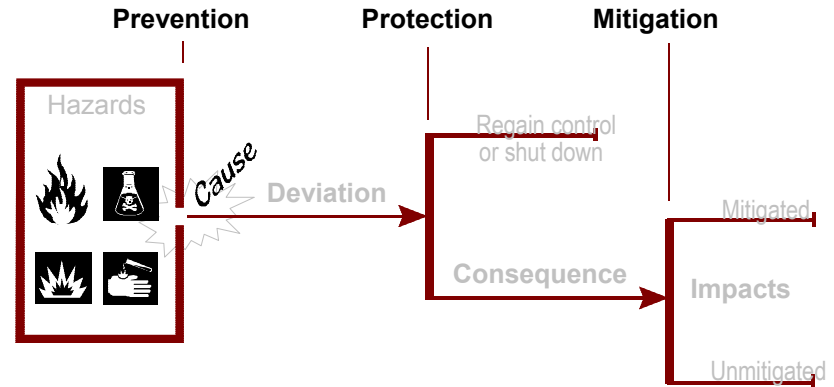 Prevention
Protection
Mitigation
Hazards
Regain control
or shut down
Cause
Deviation
Mitigated
Consequence
Impacts
Unmitigated